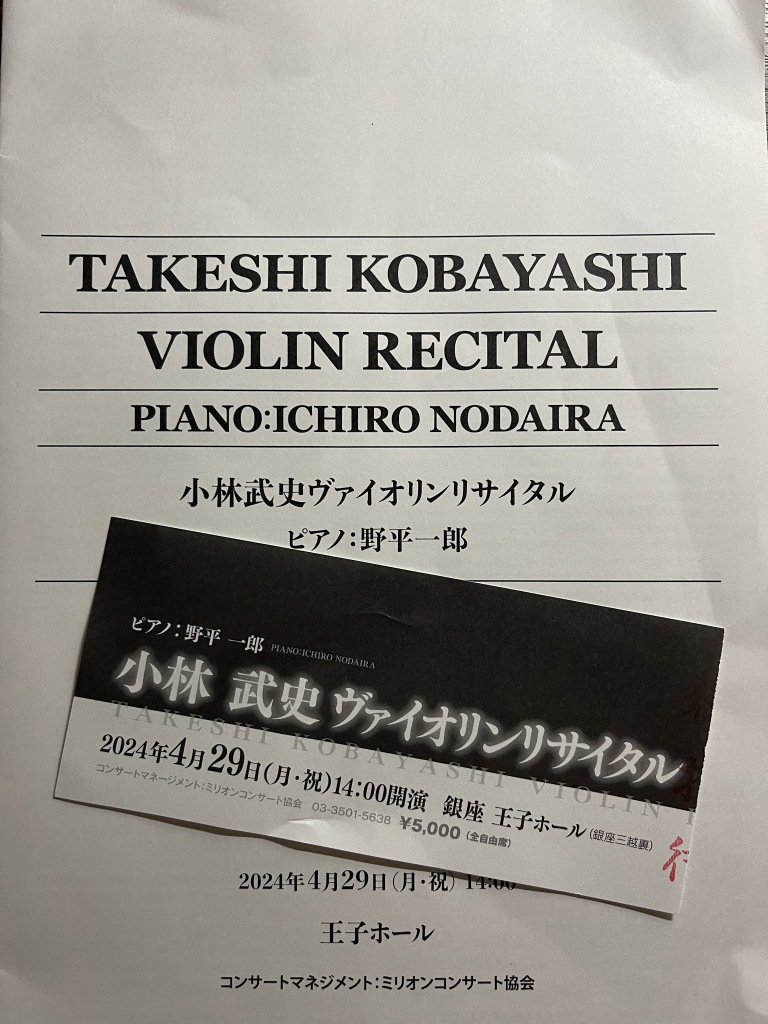 TAKESHI KOBAYASHI
VIOLIN RECITAL
PIANO:ICHIRO NODAIRA
小林武史ヴァイオリンリサイタル
ピアノ:野平一郎
ピアノ:野平 一郎 PIANO:ICHIRO NODAIRA
小林 武史 ヴァイオリンリサイタル
TAKESHI KOBAYASHI VIOLIN
2024年4月29日(月・祝)14:00開演 銀座 王子ホール(銀座三越裏)
コンサートマネージメント:ミリオンコンサート協会 03-3501-5638 ¥5,000(全自由席)
2024年4月29日(月・祝) 14:00
王子ホール
コンサートマネジメント:ミリオンコンサート協会